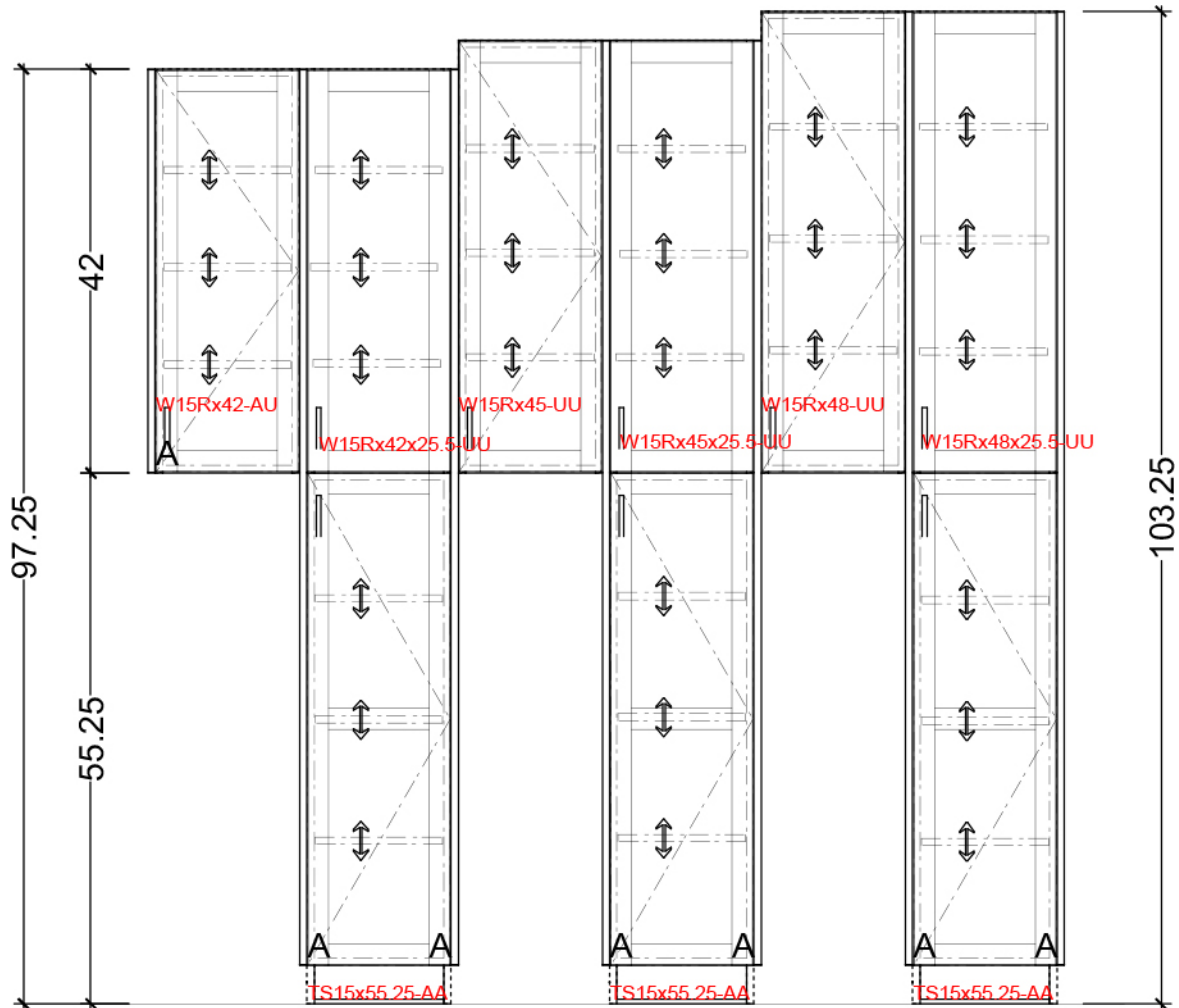 42
97.25
55.25
103.25
W15Rx42-AU
W15Rx45-UU
W15Rx48-UU
W15Rx42x25.5-UU
W15Rx45x25.5-UU
W15Rx48x25.5-UU
A
A A
A A
A A
TS15x55.25-AA
TS15x55.25-AA
TS15x55.25-AA